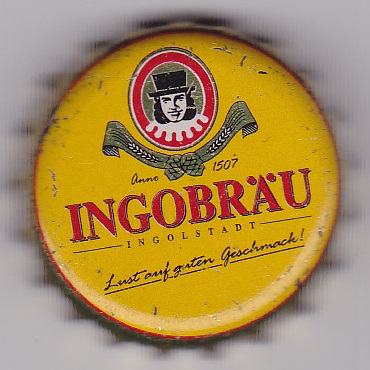 Anno 1507
INGOBRÄU
INGOLSTADT
Lust auf guten Geschmack!